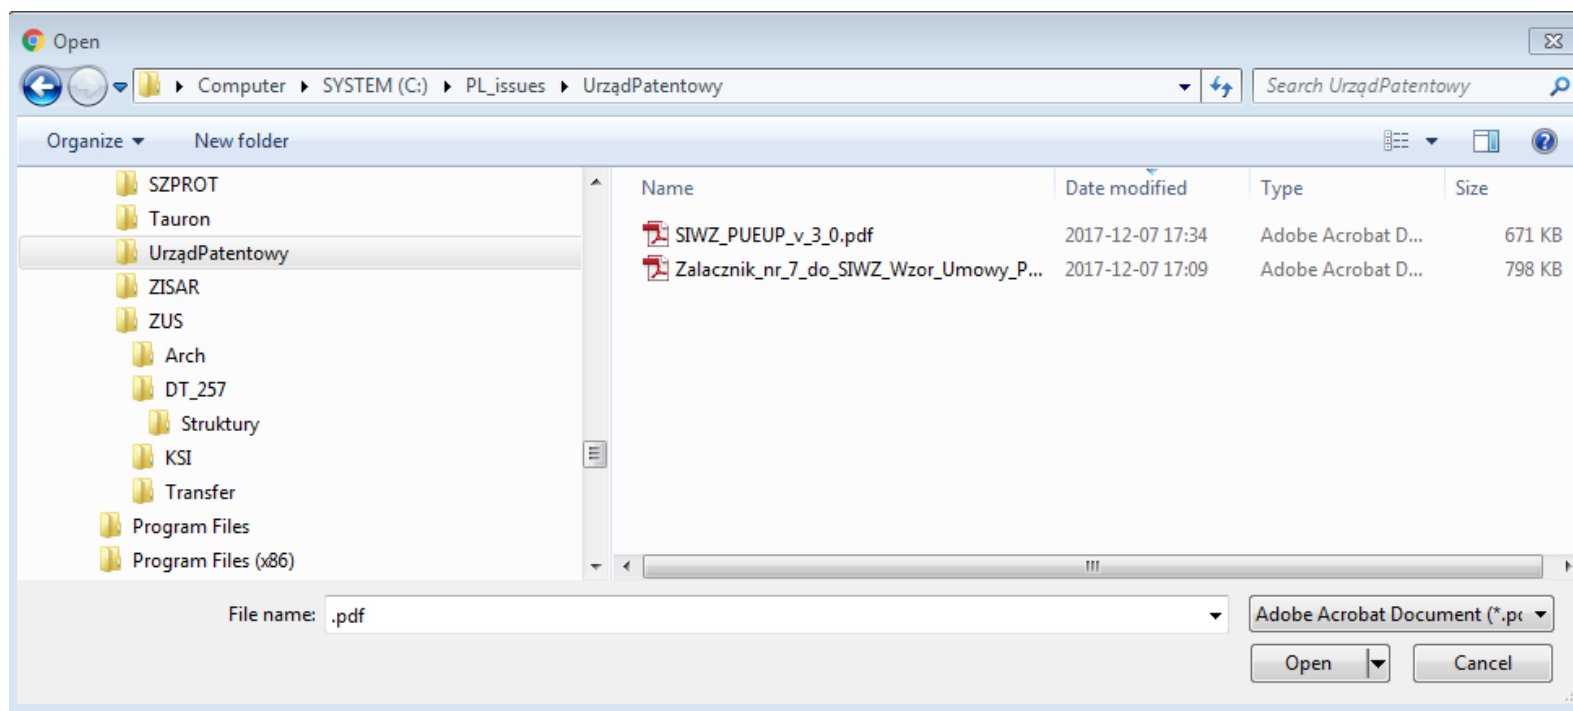 Open
Computer SYSTEM (C:) PL_issues UrządPatentowy Search UrządPatentowy
Organize New folder
SZPROT
Tauron
UrządPatentowy
ZISAR
ZUS
Arch
DT_257
Struktury
KSI
Transfer
Program Files
Program Files (x86)
Name Date modified Type Size
SIWZ_PUEUP_v_3_0.pdf 2017-12-07 17:34 Adobe Acrobat D... 671 KB
Zalacznik_nr_7_do_SIWZ_Wzor_Umowy_P... 2017-12-07 17:09 Adobe Acrobat D... 798 KB
File name: .pdf Adobe Acrobat Document (*.pc
Open Cancel